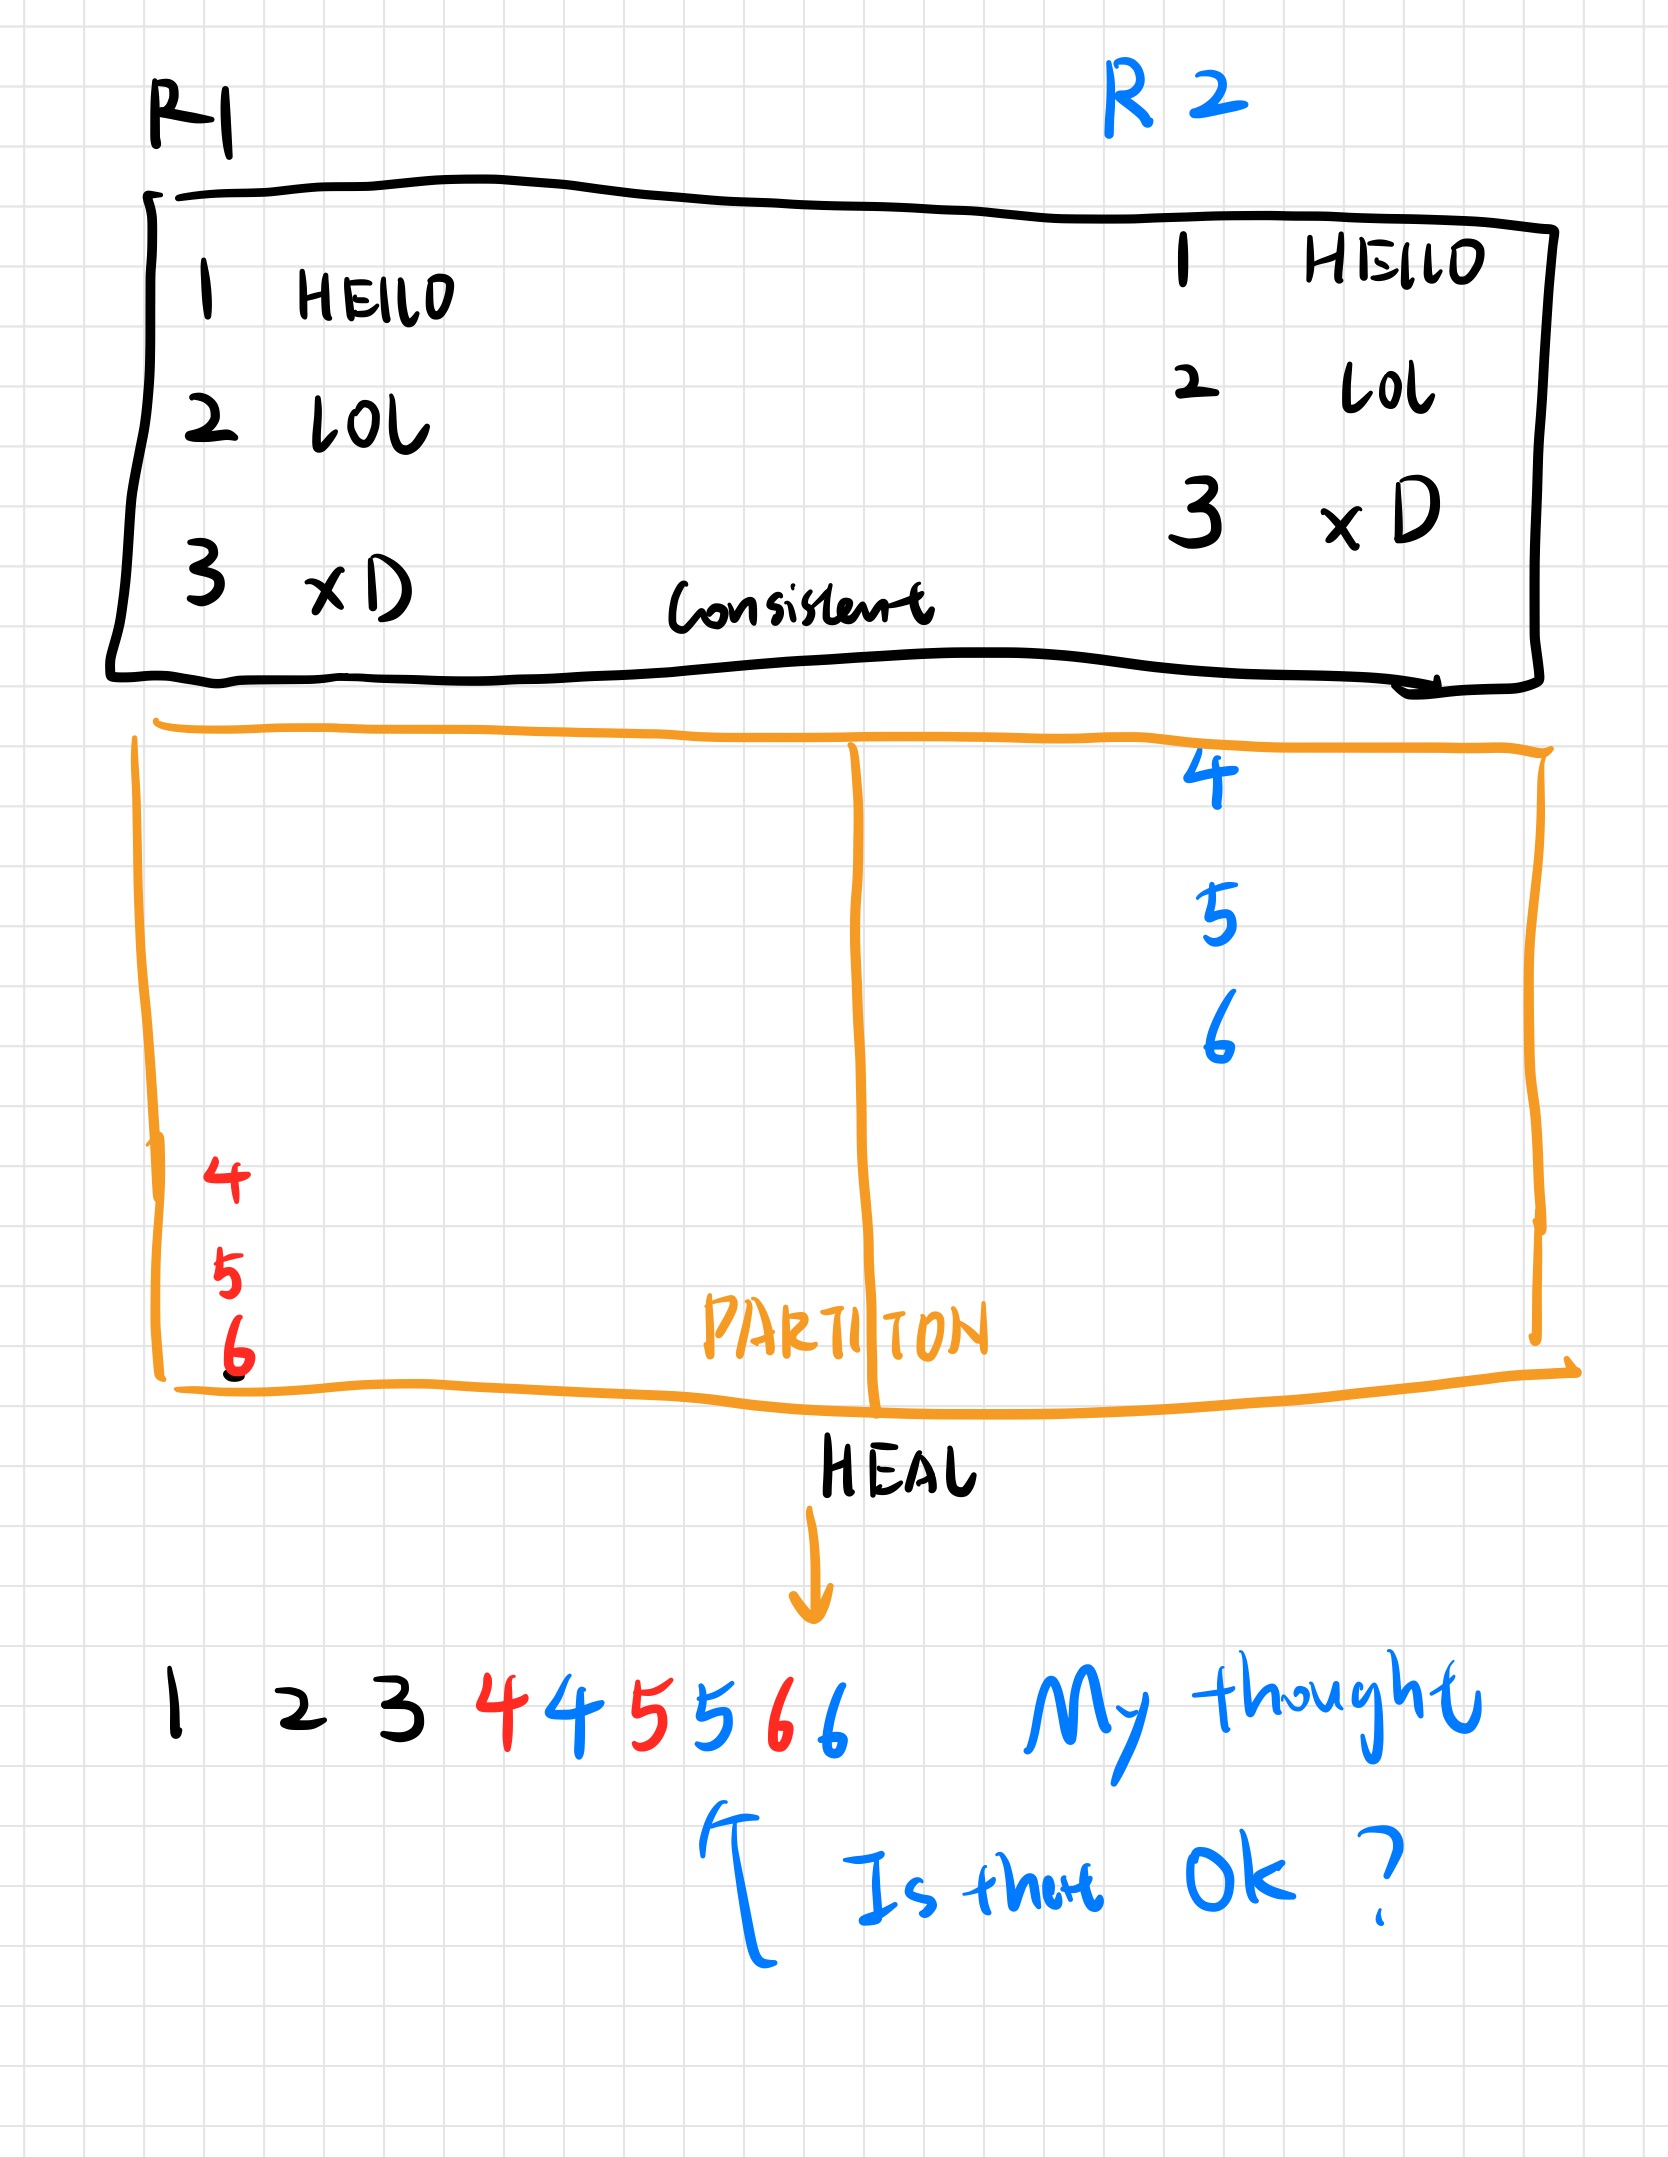 R1 R2
1 HELLO 1 HELLO
2 LOL 2 LOL
3 xD 3 xD
Consistent
4
5
6
4
5
6
PARTITON
HEAL
1 2 3 4 4 5 5 6 6 My thought
Is that Ok ?